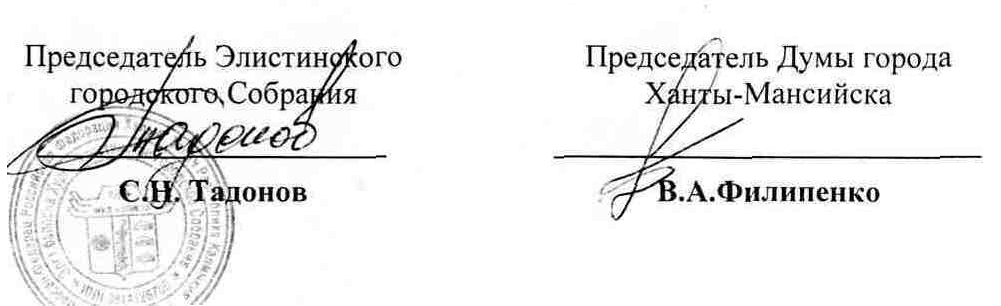 Председатель Элистинского
городского Собрания
С.Н. Тадонов
Председатель Думы города
Ханты-Мансийска
В.А.Филипенко